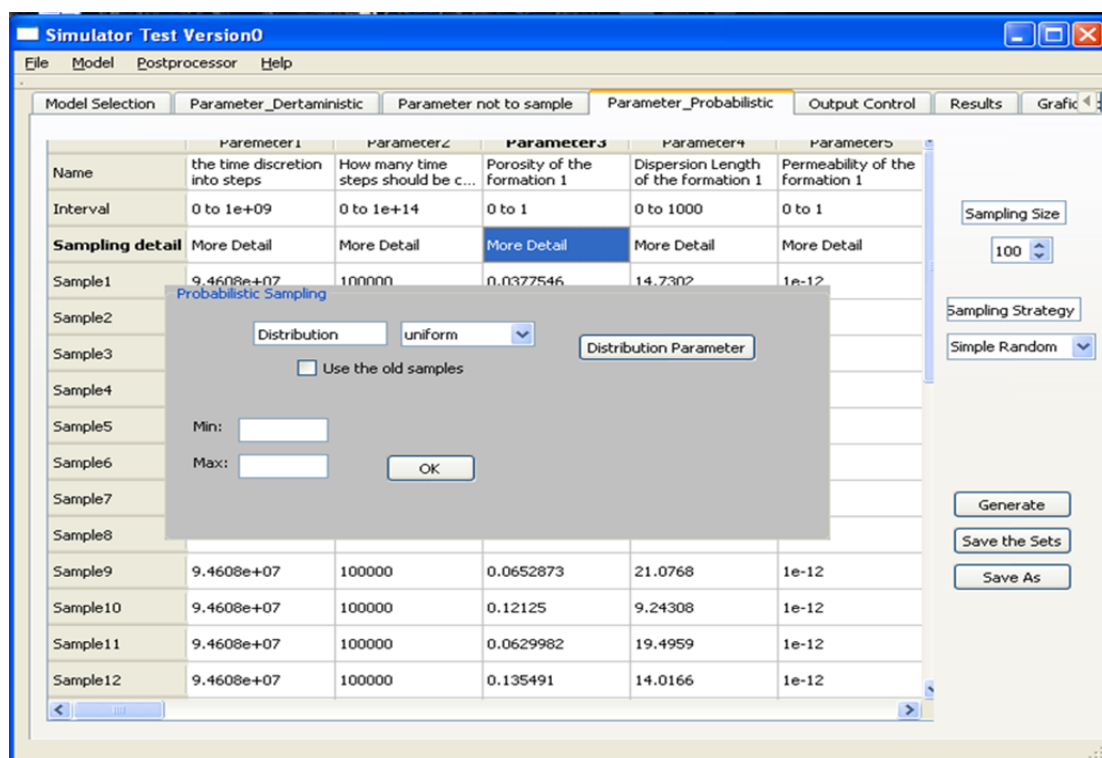 Simulator Test Version0
File Model Postprocessor Help
Model Selection Parameter_Dertaministic Parameter not to sample Parameter_Probabilistic Output Control Results Grafic
Paremeter1 Parameter2 Parameter3 Parameter4 Parameter5
Name the time discretion into steps How many time steps should be c... Porosity of the formation 1 Dispersion Length of the formation 1 Permeability of the formation 1
Interval 0 to 1e+09 0 to 1e+14 0 to 1 0 to 1000 0 to 1
Sampling Size
Sampling detail More Detail More Detail More Detail More Detail More Detail
100
Sample1 9.4608e+07 100000 0.0377546 14.7302 1e-12
Probabilistic Sampling
Sampling Strategy
Sample2
Distribution uniform
Distribution Parameter
Simple Random
Sample3
Use the old samples
Sample4
Sample5 Min:
Sample6 Max: OK
Sample7
Generate
Sample8
Save the Sets
Sample9 9.4608e+07 100000 0.0652873 21.0768 1e-12
Save As
Sample10 9.4608e+07 100000 0.12125 9.24308 1e-12
Sample11 9.4608e+07 100000 0.0629982 19.4959 1e-12
Sample12 9.4608e+07 100000 0.135491 14.0166 1e-12